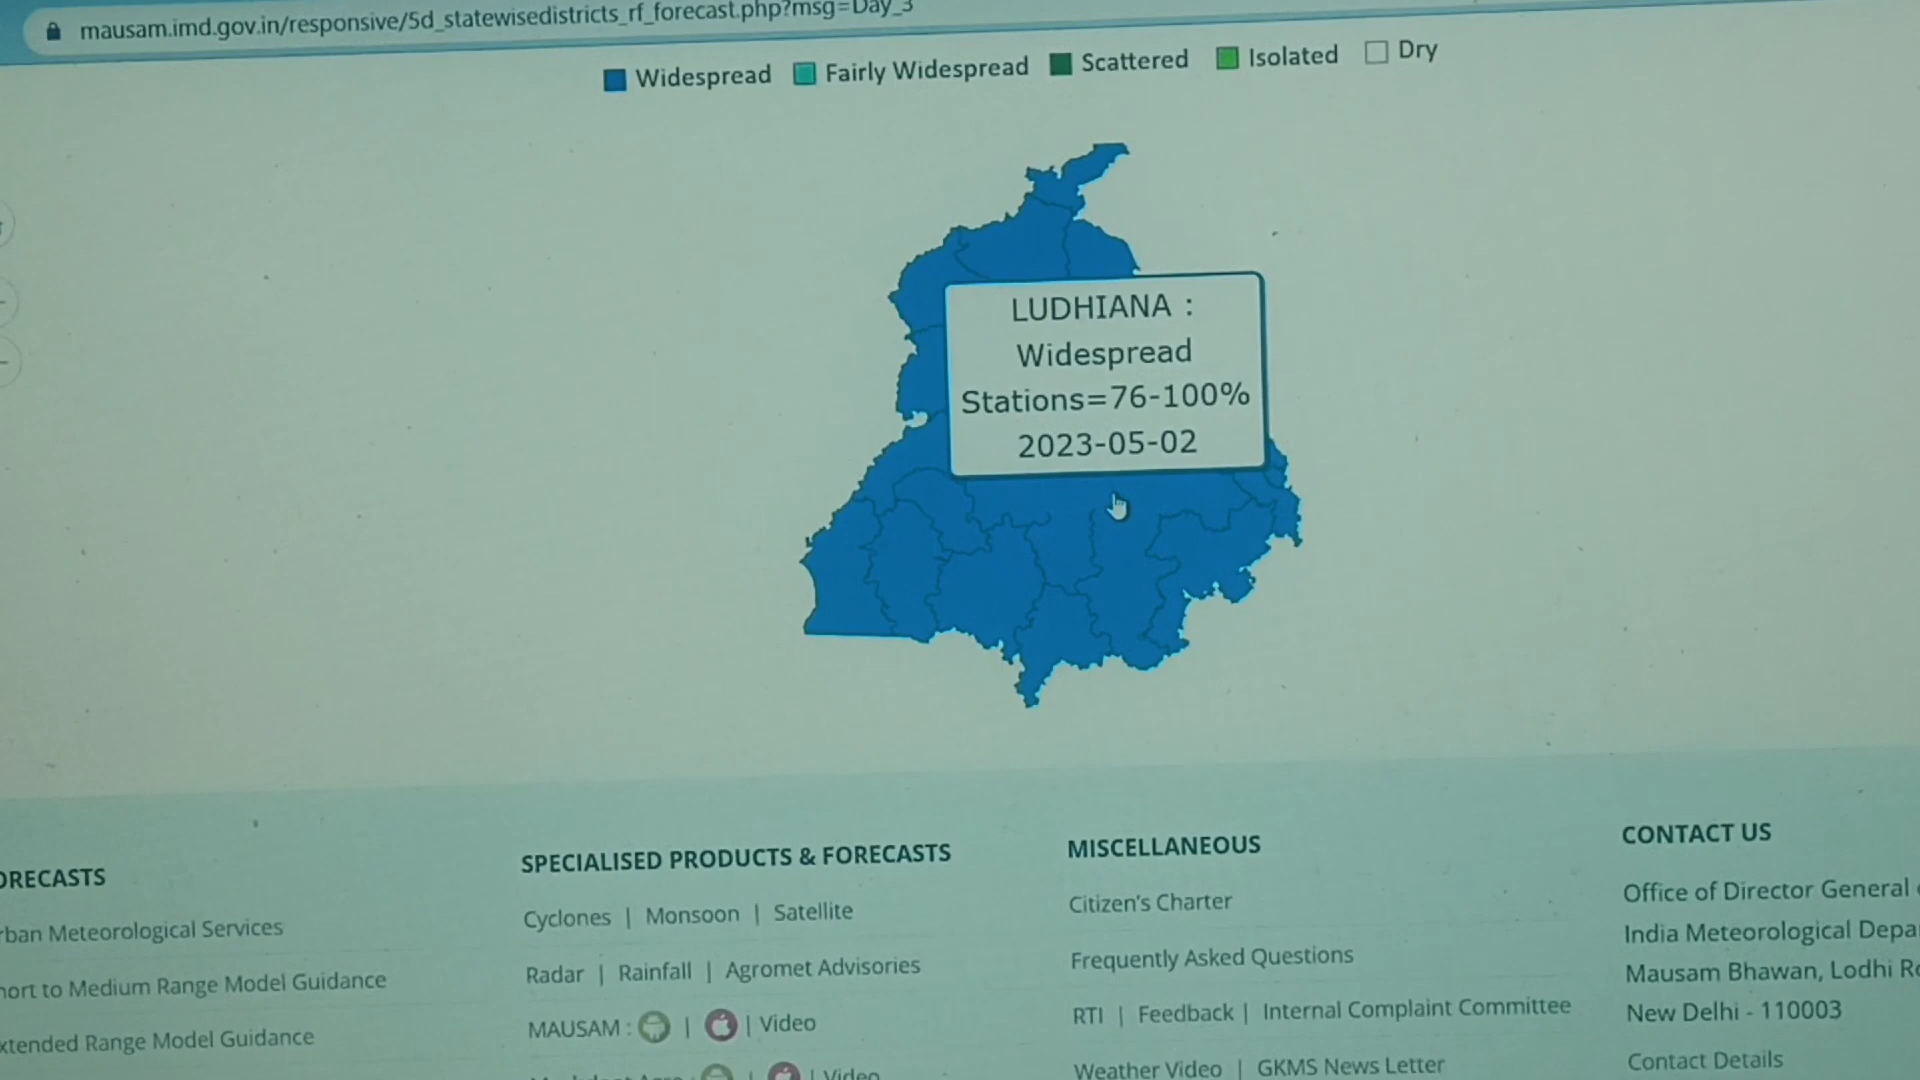 mausam.imd.gov.in/responsive/5d_statewisedistricts_rf_forecast.php?msg=Day_3
Widespread Fairly Widespread Scattered Isolated Dry
LUDHIANA :
Widespread
Stations=76-100%
2023-05-02
ORECASTS
rban Meteorological Services
hort to Medium Range Model Guidance
xtended Range Model Guidance
SPECIALISED PRODUCTS & FORECASTS
Cyclones | Monsoon | Satellite
Radar | Rainfall | Agromet Advisories
MAUSAM : | | Video
| | Video
MISCELLANEOUS
Citizen's Charter
Frequently Asked Questions
RTI | Feedback | Internal Complaint Committee
Weather Video | GKMS News Letter
CONTACT US
Office of Director General
India Meteorological Depa
Mausam Bhawan, Lodhi Ro
New Delhi - 110003
Contact Details